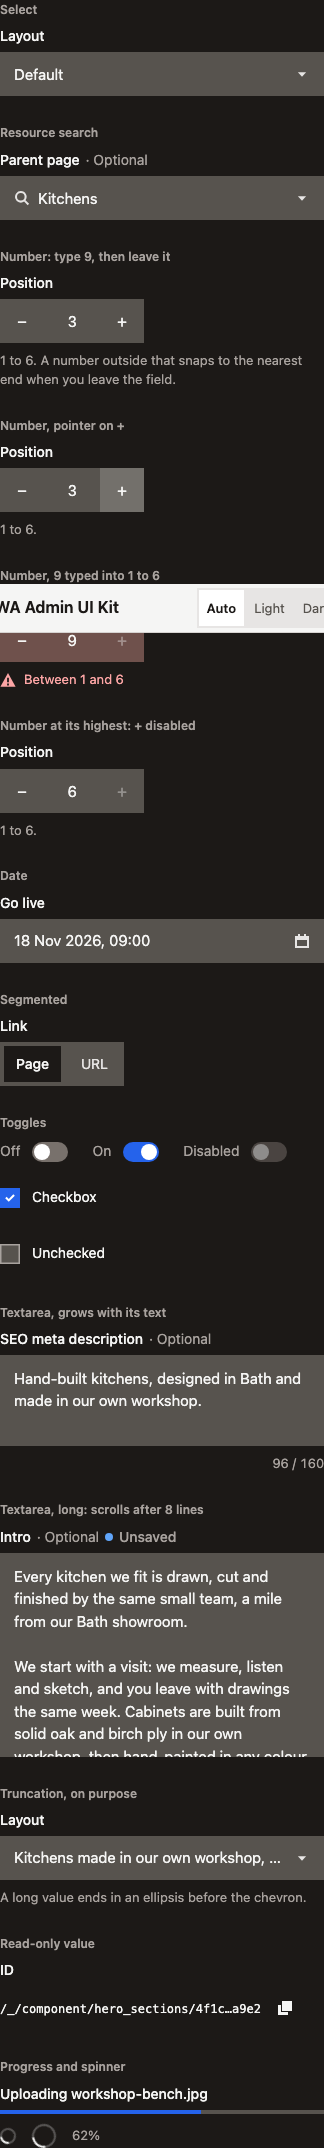 Select
Layout
Default
Resource search
Parent page · Optional
Kitchens
Number: type 9, then leave it
Position
− 3 +
1 to 6. A number outside that snaps to the nearest
end when you leave the field.
Number, pointer on +
Position
− 3 +
1 to 6.
Number, 9 typed into 1 to 6
WA Admin UI Kit Auto Light Dar
− 9 +
Between 1 and 6
Number at its highest: + disabled
Position
− 6 +
1 to 6.
Date
Go live
18 Nov 2026, 09:00
Segmented
Link
Page URL
Toggles
Off On Disabled
Checkbox
Unchecked
Textarea, grows with its text
SEO meta description · Optional
Hand-built kitchens, designed in Bath and
made in our own workshop.
96 / 160
Textarea, long: scrolls after 8 lines
Intro · Optional Unsaved
Every kitchen we fit is drawn, cut and
finished by the same small team, a mile
from our Bath showroom.
We start with a visit: we measure, listen
and sketch, and you leave with drawings
the same week. Cabinets are built from
solid oak and birch ply in our own
workshop, then hand-painted in any colour
Truncation, on purpose
Layout
Kitchens made in our own workshop, ...
A long value ends in an ellipsis before the chevron.
Read-only value
ID
/_/component/hero_sections/4f1c…a9e2
Progress and spinner
Uploading workshop-bench.jpg
62%